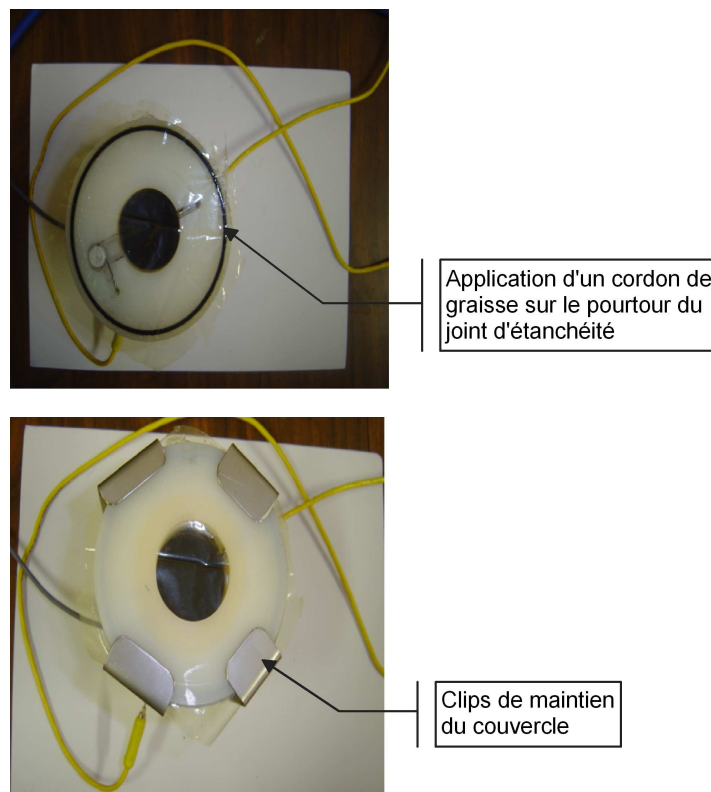 Application d'un cordon de
graisse sur le pourtour du
joint d'étanchéité
Clips de maintien
du couvercle